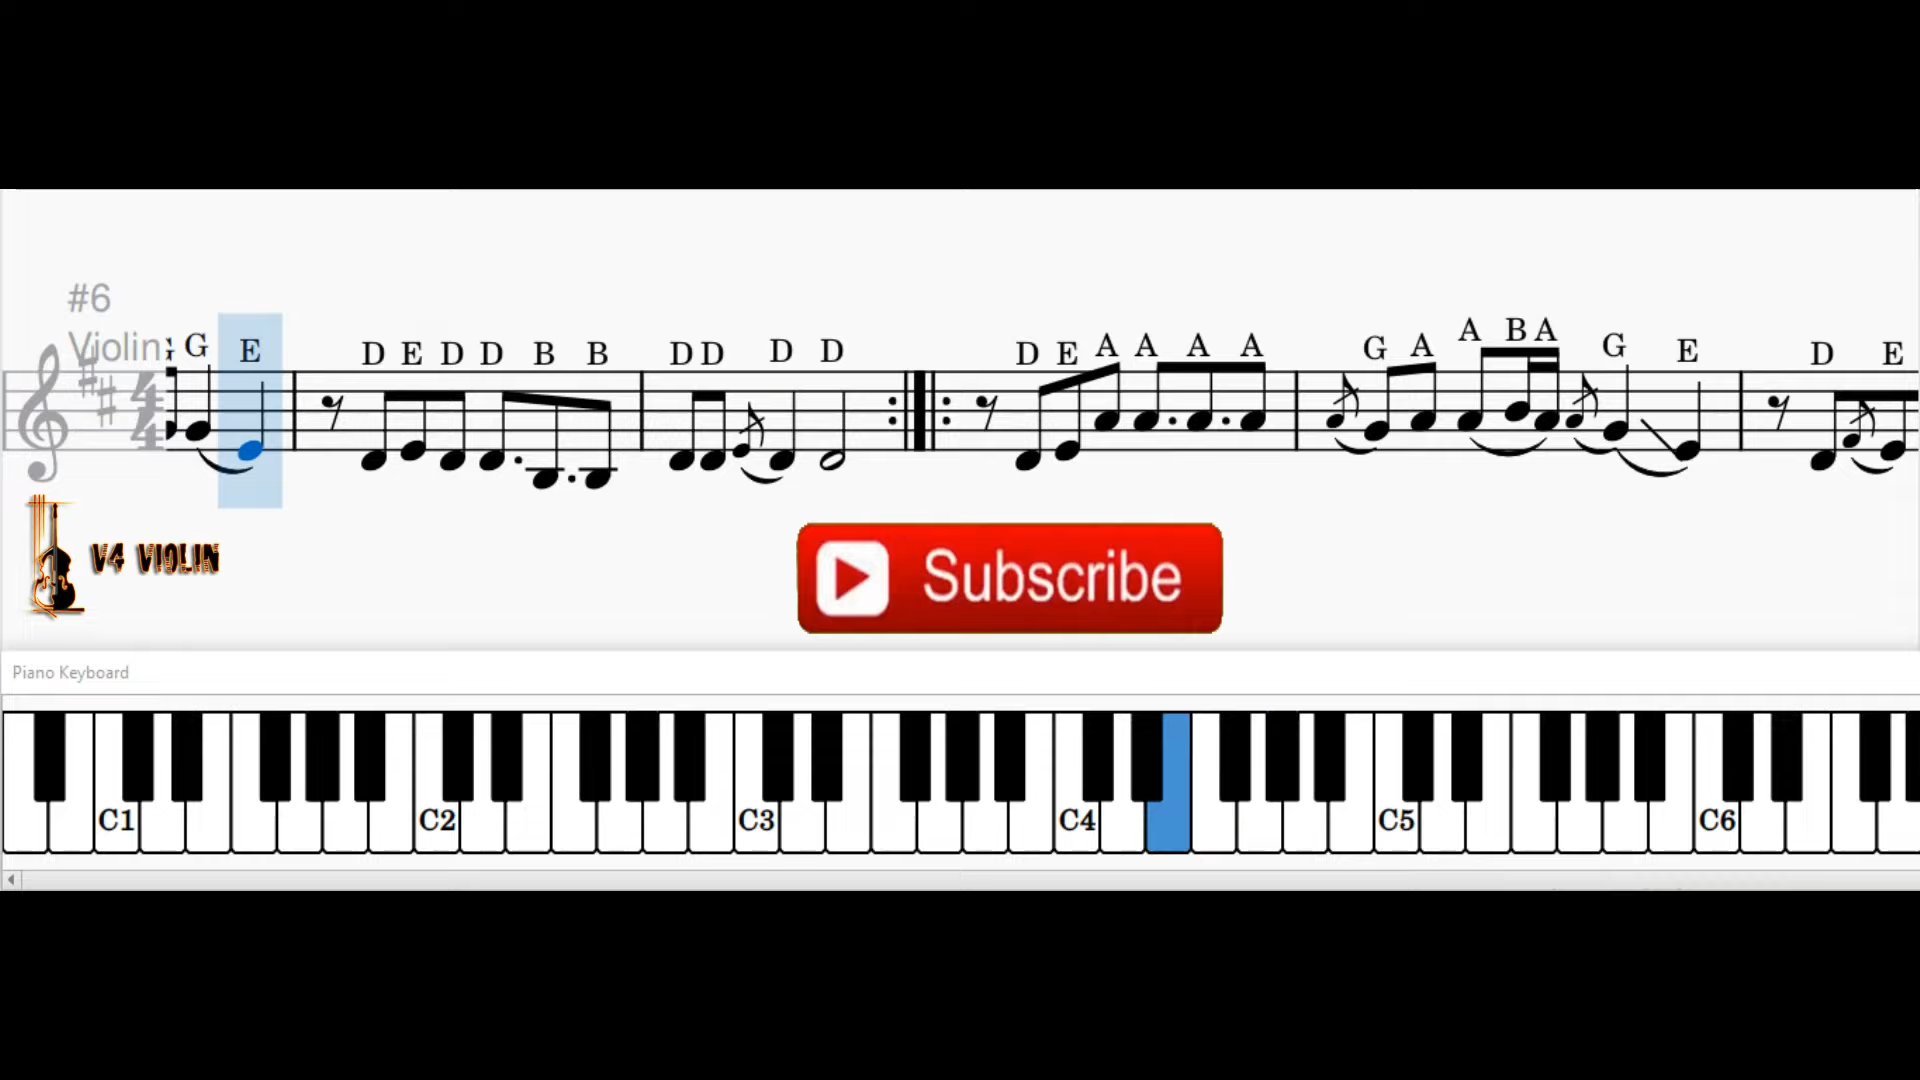 #6
Violin
G E D E D D B B D D D D D E A A A A G A A B A G E D E
V4 VIOLIN
Subscribe
Piano Keyboard
C1 C2 C3 C4 C5 C6